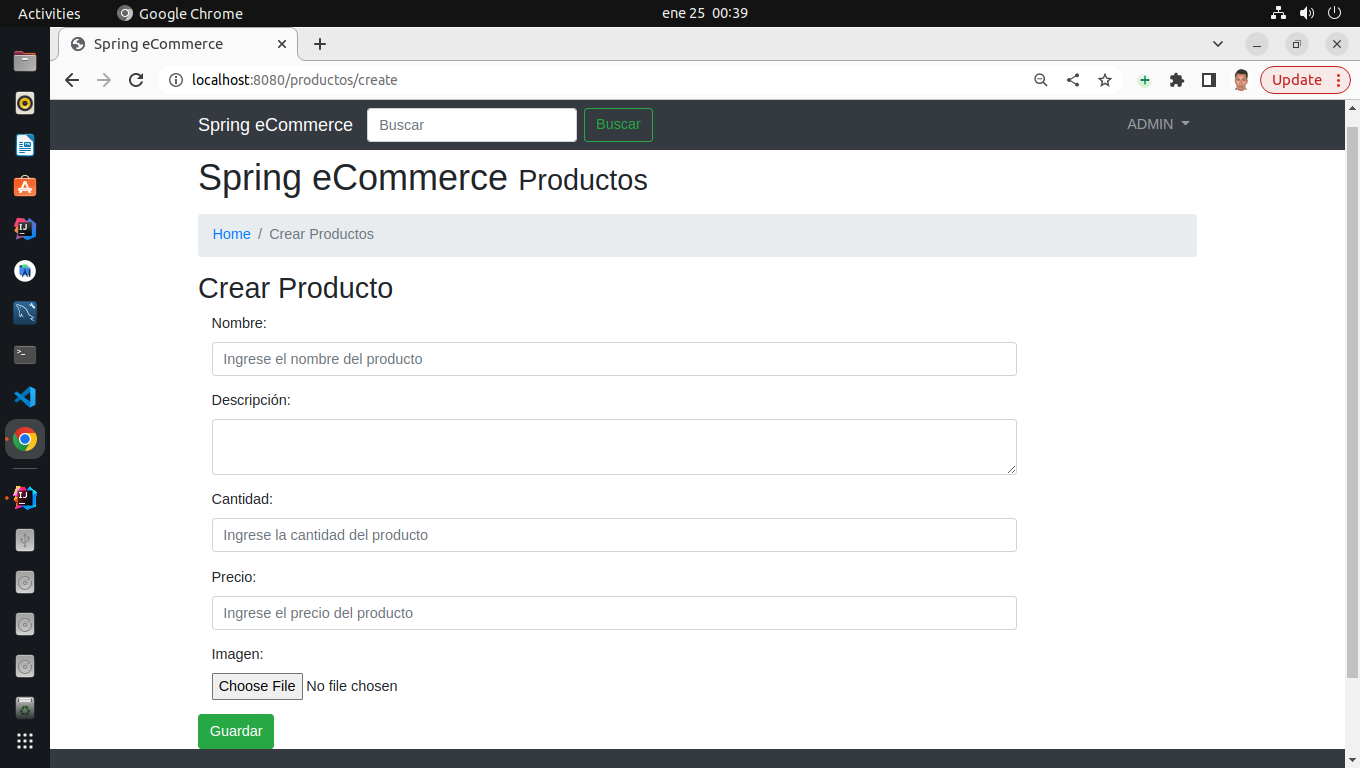 Activities Google Chrome ene 25 00:39
Spring eCommerce
localhost:8080/productos/create Update
Spring eCommerce Buscar Buscar ADMIN
Spring eCommerce Productos
Home / Crear Productos
Crear Producto
Nombre:
Ingrese el nombre del producto
Descripción:
Cantidad:
Ingrese la cantidad del producto
Precio:
Ingrese el precio del producto
Imagen:
Choose File No file chosen
Guardar